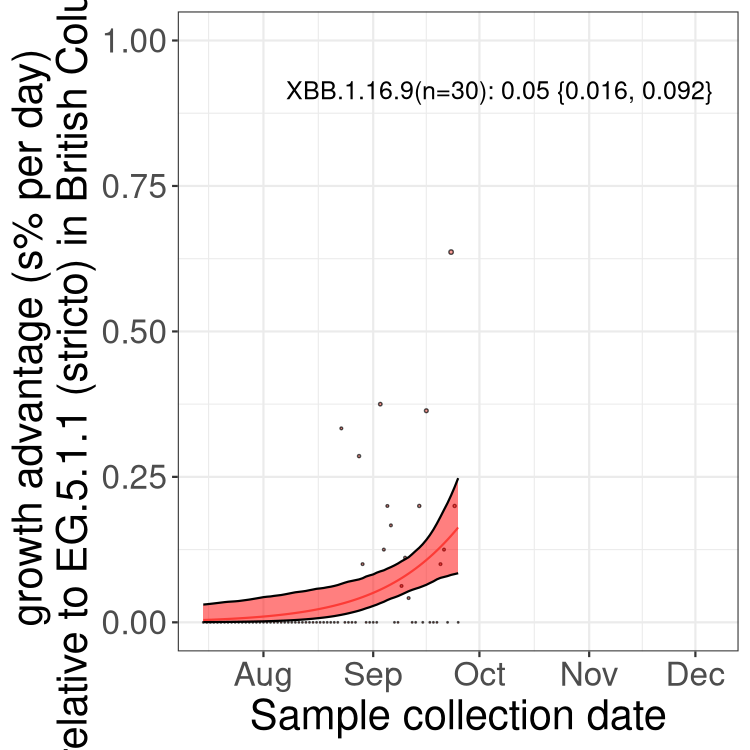 growth advantage (s% per day)
relative to EG.5.1.1 (stricto) in British
1.00
0.75
0.50
0.25
0.00
XBB.1.16.9(n=30): 0.05 {0.016, 0.092}
Aug Sep Oct Nov Dec
Sample collection date